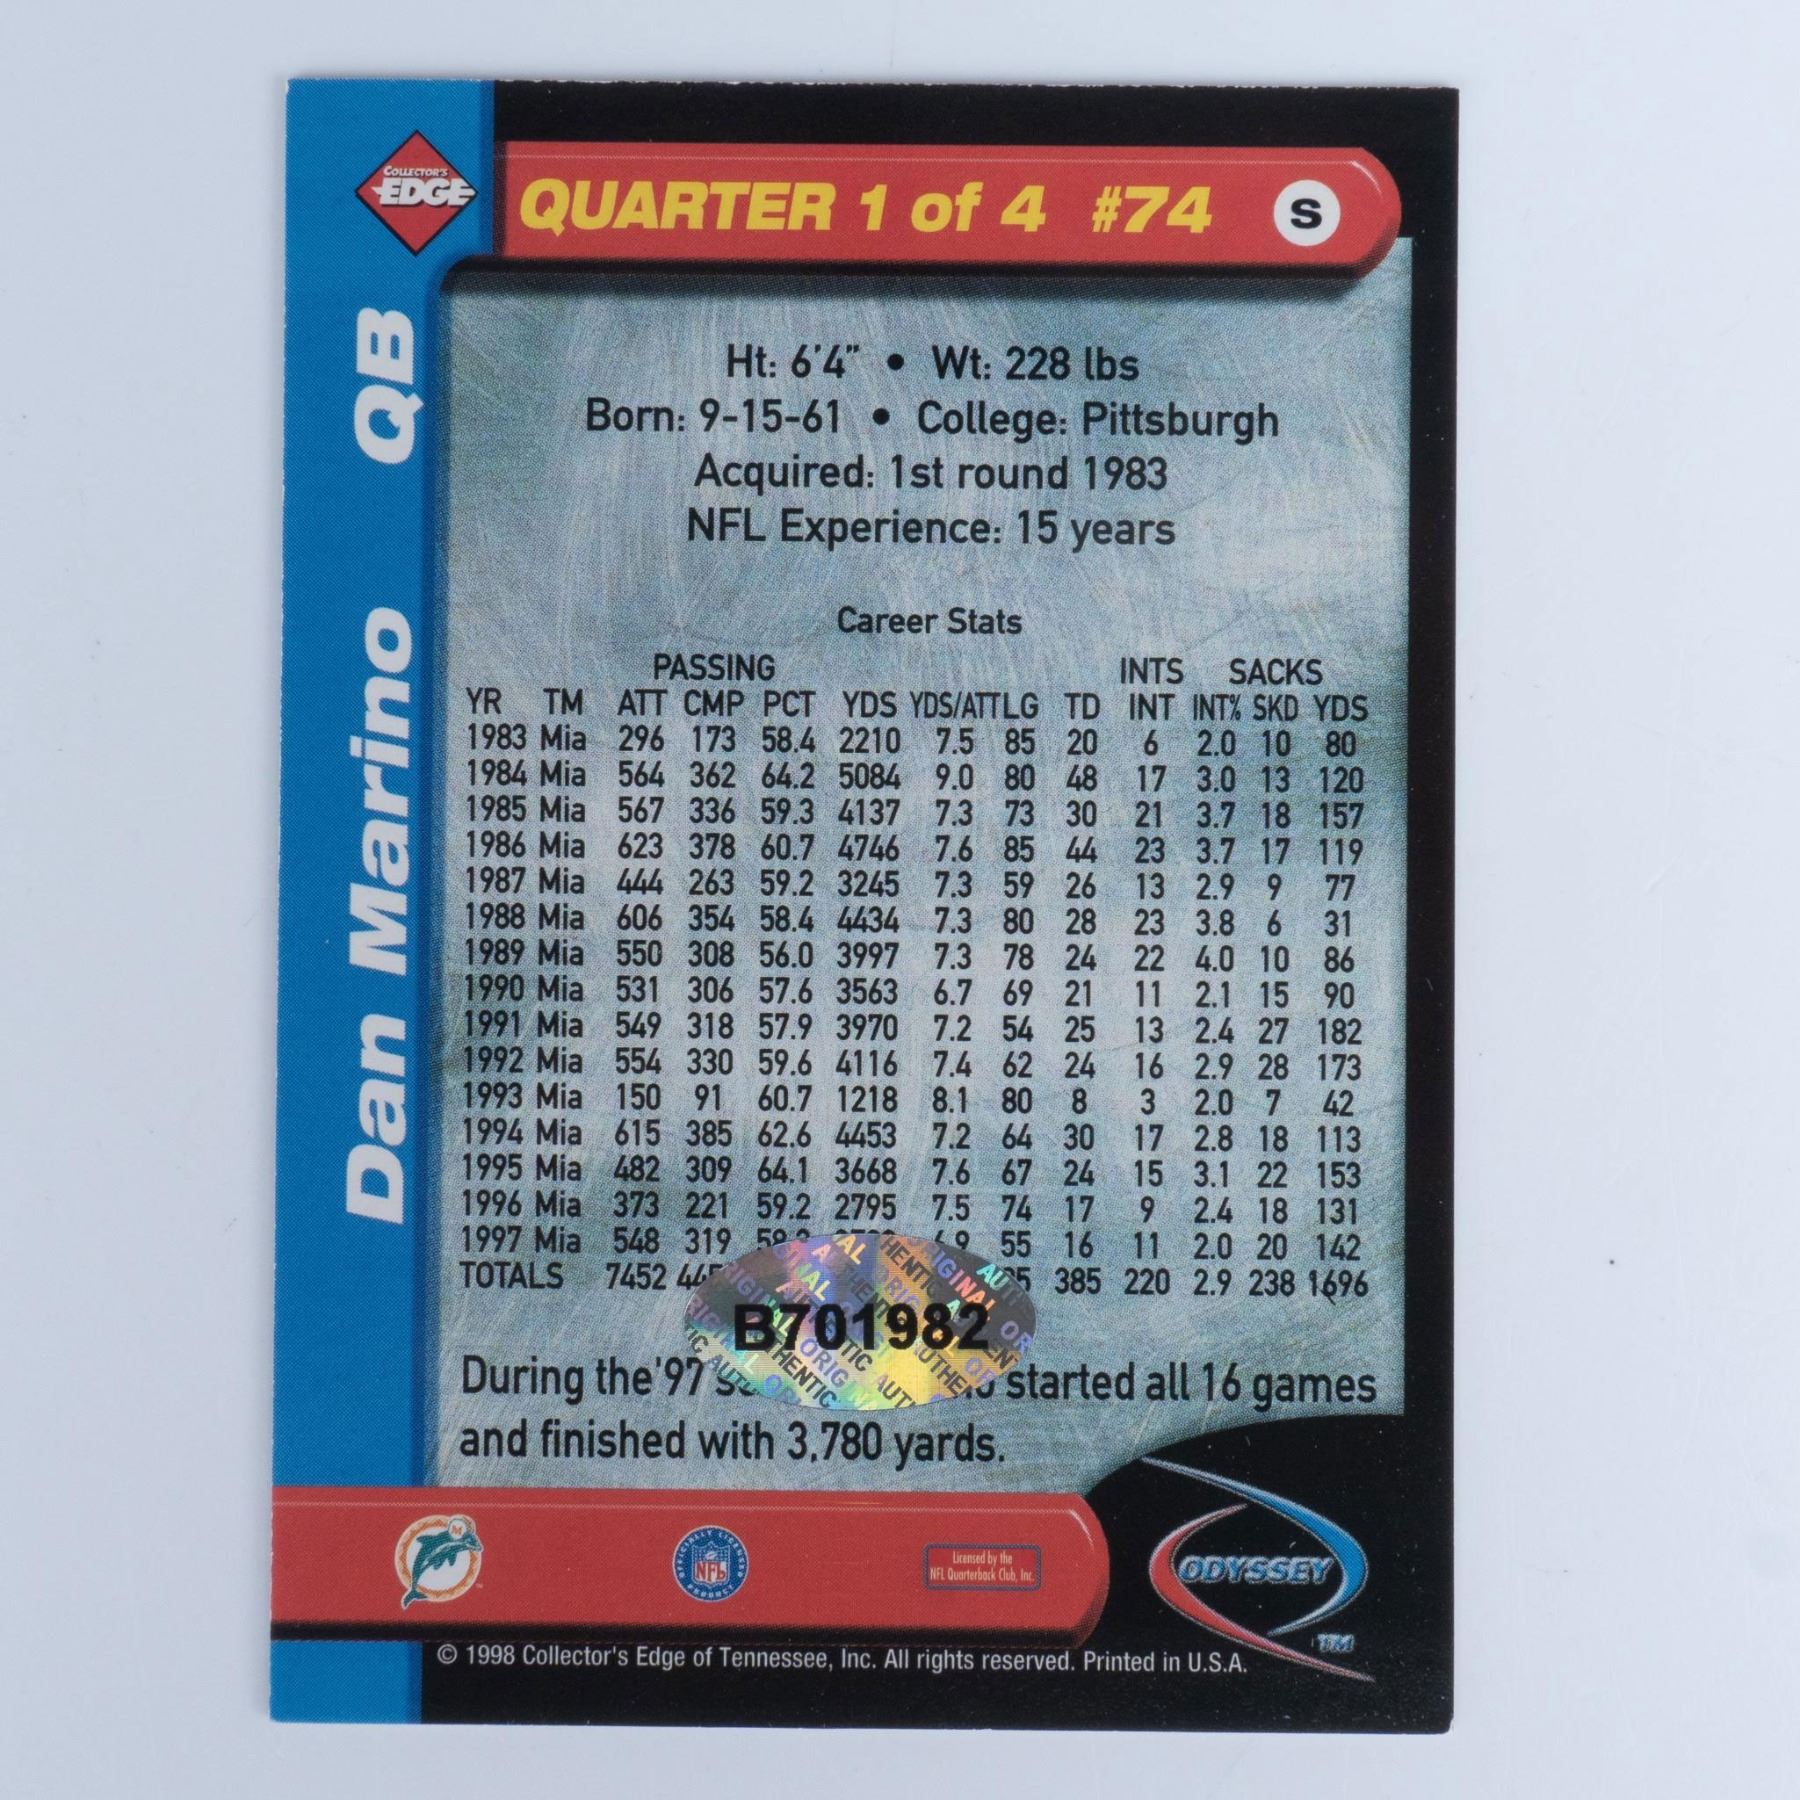 COLLECTOR'S
EDGE
QUARTER 1 of 4 #74 S
Dan Marino QB
Ht: 6'4" • Wt: 228 lbs
Born: 9-15-61 • College: Pittsburgh
Acquired: 1st round 1983
NFL Experience: 15 years
Career Stats
PASSING INTS SACKS
YR TM ATT CMP PCT YDS YDS/ATT LG TD INT INT% SKD YDS
1983 Mia 296 173 58.4 2210 7.5 85 20 6 2.0 10 80
1984 Mia 564 362 64.2 5084 9.0 80 48 17 3.0 13 120
1985 Mia 567 336 59.3 4137 7.3 73 30 21 3.7 18 157
1986 Mia 623 378 60.7 4746 7.6 85 44 23 3.7 17 119
1987 Mia 444 263 59.2 3245 7.3 59 26 13 2.9 9 77
1988 Mia 606 354 58.4 4434 7.3 80 28 23 3.8 6 31
1989 Mia 550 308 56.0 3997 7.3 78 24 22 4.0 10 86
1990 Mia 531 306 57.6 3563 6.7 69 21 11 2.1 15 90
1991 Mia 549 318 57.9 3970 7.2 54 25 13 2.4 27 182
1992 Mia 554 330 59.6 4116 7.4 62 24 16 2.9 28 173
1993 Mia 150 91 60.7 1218 8.1 80 8 3 2.0 7 42
1994 Mia 615 385 62.6 4453 7.2 64 30 17 2.8 18 113
1995 Mia 482 309 64.1 3668 7.6 67 24 15 3.1 22 153
1996 Mia 373 221 59.2 2795 7.5 74 17 9 2.4 18 131
1997 Mia 548 319 55 16 11 2.0 20 142
TOTALS 7452 385 220 2.9 238 1696
B701982
During the '97 started all 16 games
and finished with 3,780 yards.
OFFICIALLY LICENSED
NFL
PRODUCT
Licensed by the
NFL Quarterback Club, Inc.
ODYSSEY
TM
© 1998 Collector's Edge of Tennessee, Inc. All rights reserved. Printed in U.S.A.